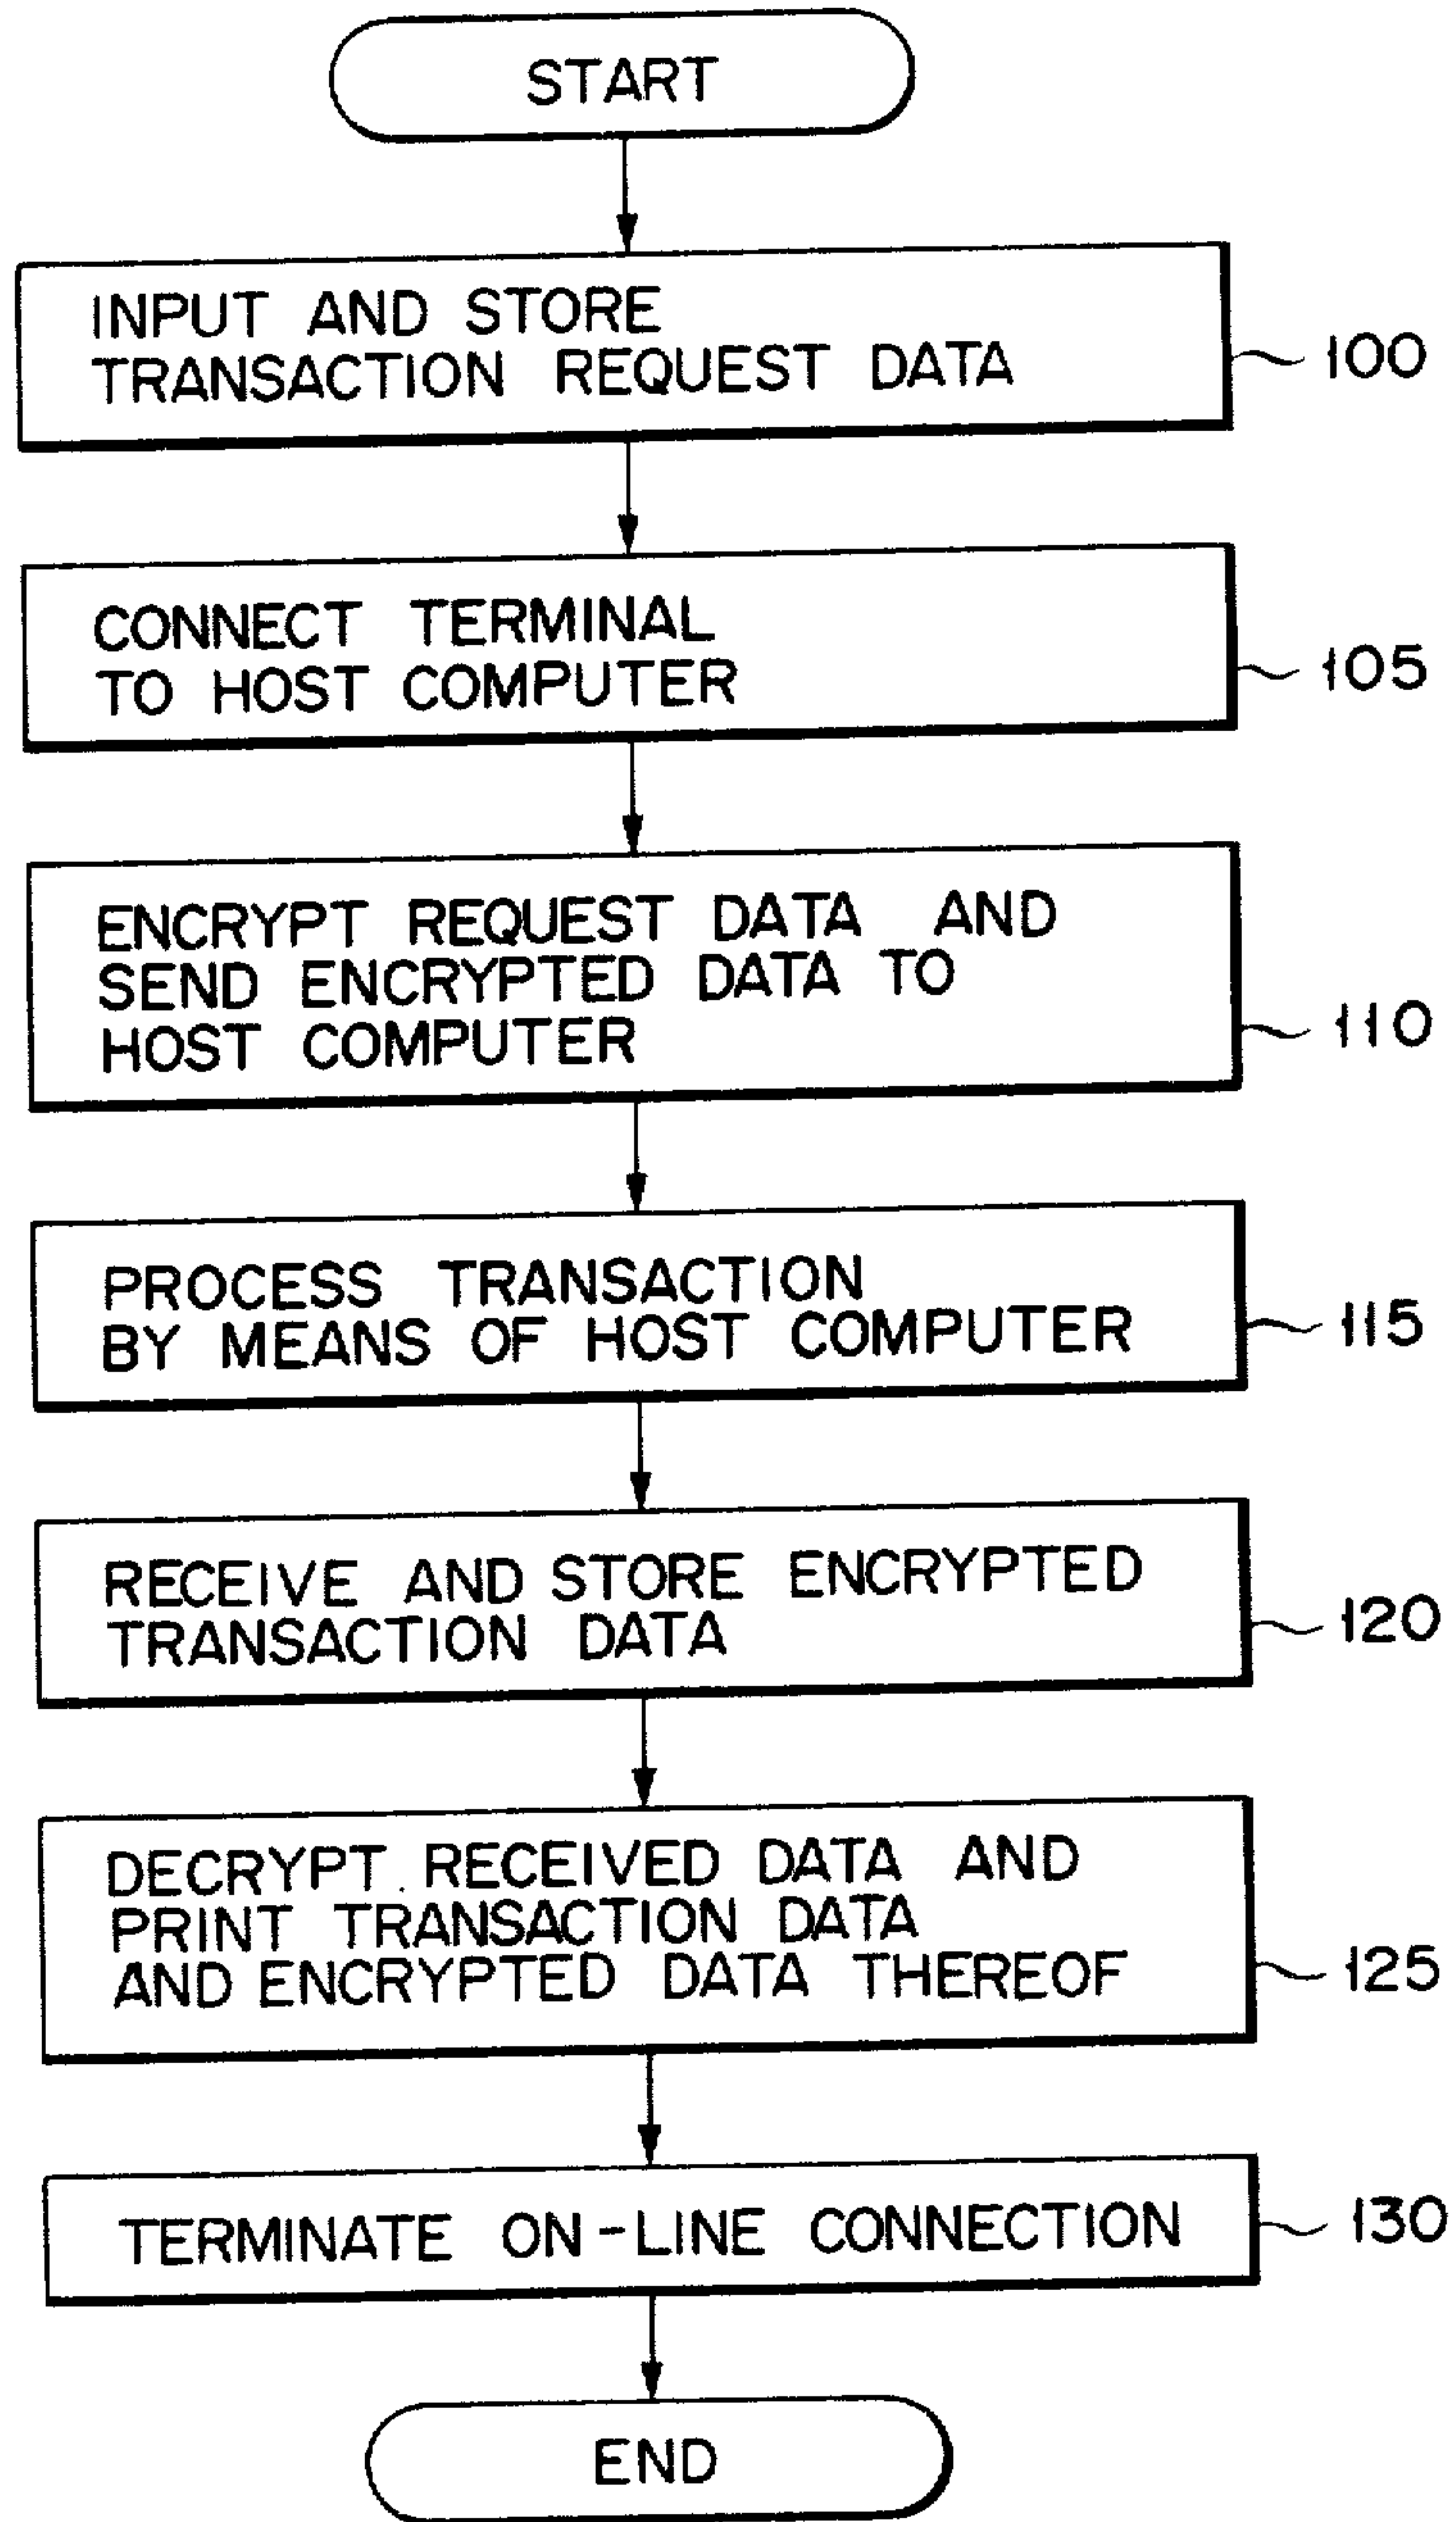 START
INPUT AND STORE
TRANSACTION REQUEST DATA
100
CONNECT TERMINAL
TO HOST COMPUTER
105
ENCRYPT REQUEST DATA AND
SEND ENCRYPTED DATA TO
HOST COMPUTER
110
PROCESS TRANSACTION
BY MEANS OF HOST COMPUTER
115
RECEIVE AND STORE ENCRYPTED
TRANSACTION DATA
120
DECRYPT RECEIVED DATA AND
PRINT TRANSACTION DATA
AND ENCRYPTED DATA THEREOF
125
TERMINATE ON-LINE CONNECTION
130
END